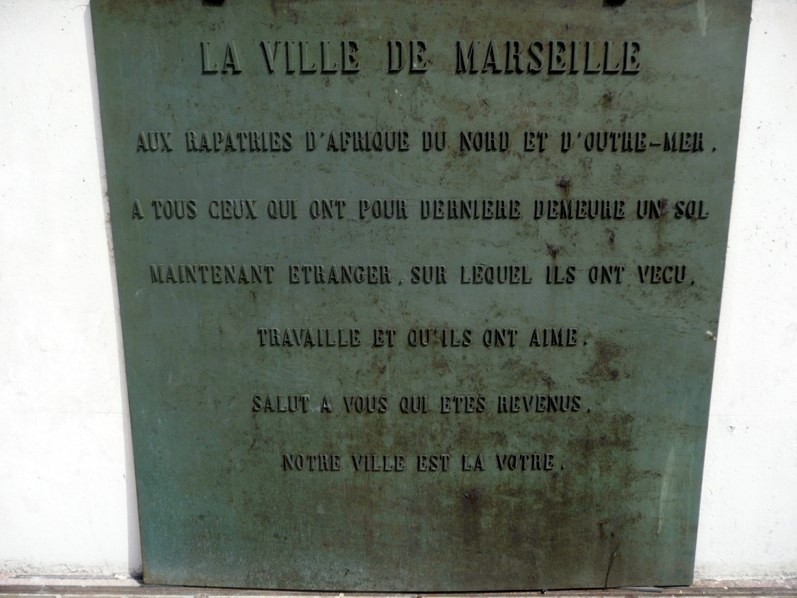 LA VILLE DE MARSEILLE
AUX RAPATRIES D'AFRIQUE DU NORD ET D'OUTRE-MER.
A TOUS CEUX QUI ONT POUR DERNIERE DEMEURE UN SOL
MAINTENANT ETRANGER, SUR LEQUEL ILS ONT VECU,
TRAVAILLE ET QU'ILS ONT AIME.
SALUT A VOUS QUI ETES REVENUS.
NOTRE VILLE EST LA VOTRE.